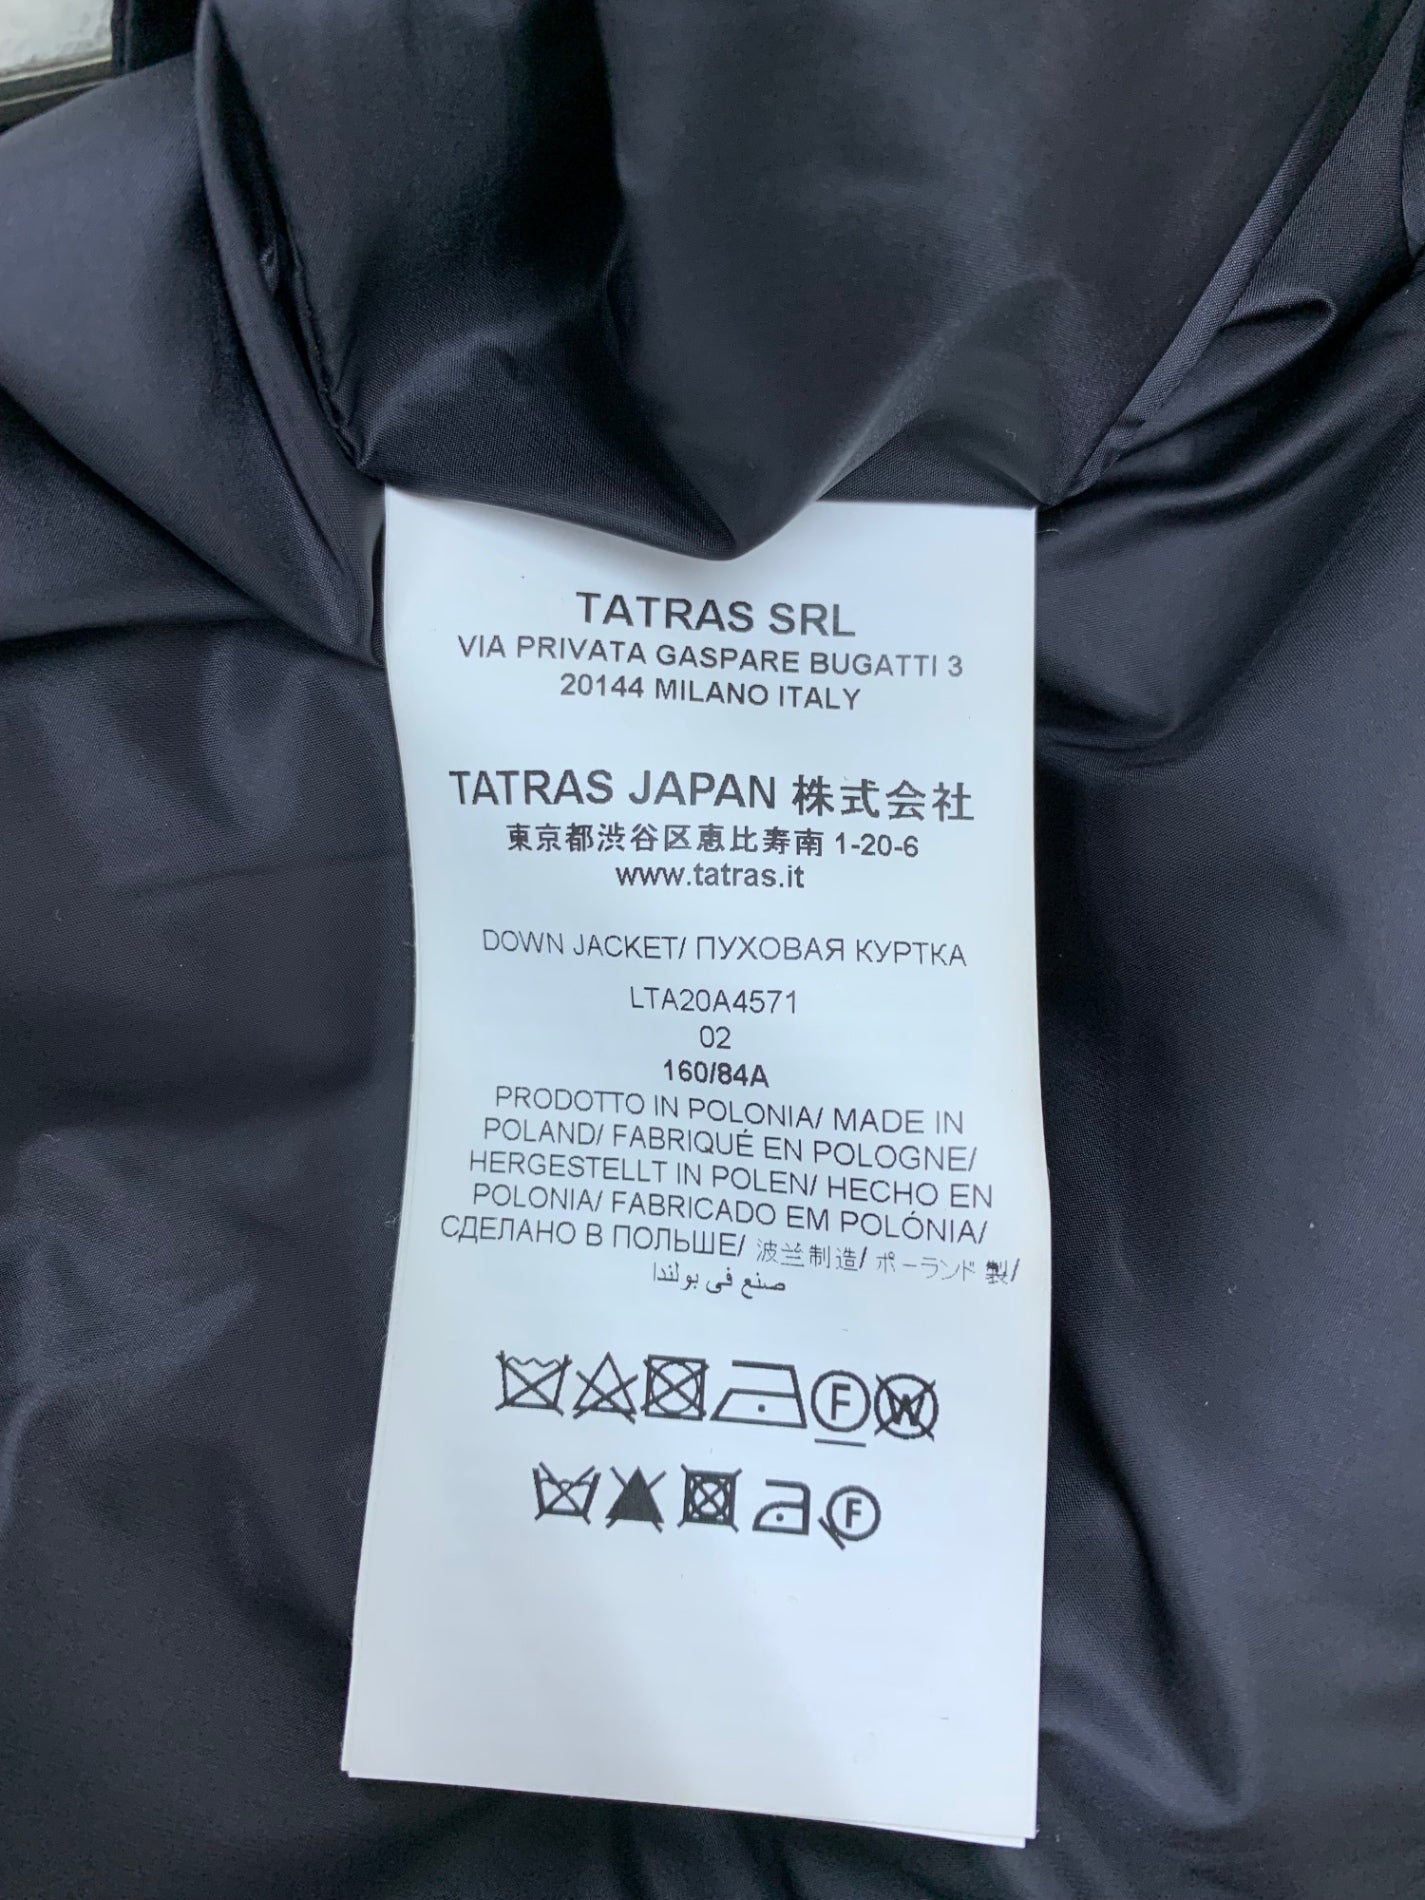 TATRAS SRL
VIA PRIVATA GASPARE BUGATTI 3
20144 MILANO ITALY
TATRAS JAPAN 株式会社
東京都渋谷区恵比寿南 1-20-6
www.tatras.it
DOWN JACKET/ ПУХОВАЯ КУРТКА
LTA20A4571
02
160/84A
PRODOTTO IN POLONIA/ MADE IN
POLAND/ FABRIQUÉ EN POLOGNE/
HERGESTELLT IN POLEN/ HECHO EN
POLONIA/ FABRICADO EM POLÓNIA/
СДЕЛАНО В ПОЛЬШЕ/ 波兰制造/ ポーランド 製/
صنع في بولندا
F W
F